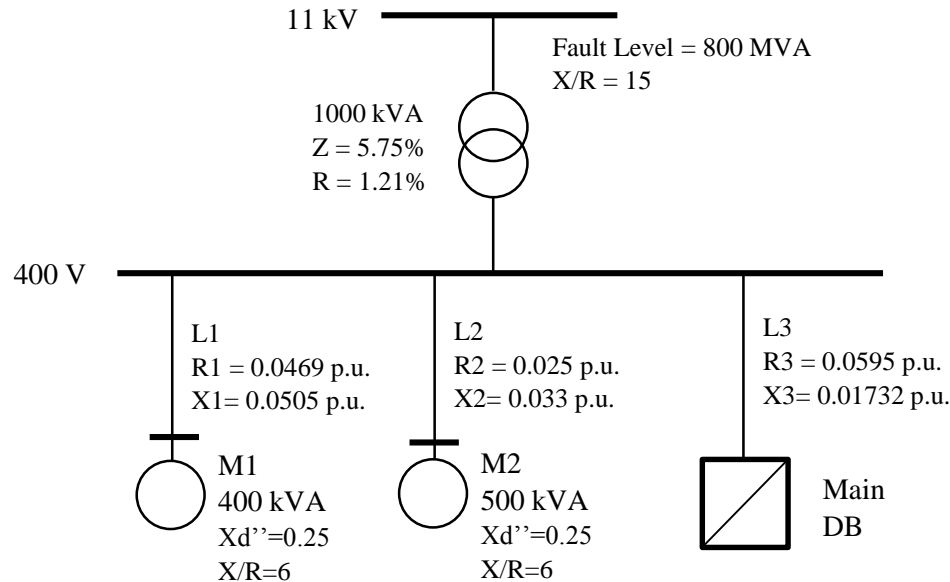 11 kV
Fault Level = 800 MVA
X/R = 15
1000 kVA
Z = 5.75%
R = 1.21%
400 V
L1
R1 = 0.0469 p.u.
X1= 0.0505 p.u.
L2
R2 = 0.025 p.u.
X2= 0.033 p.u.
L3
R3 = 0.0595 p.u.
X3= 0.01732 p.u.
M1
400 kVA
Xd’’=0.25
X/R=6
M2
500 kVA
Xd’’=0.25
X/R=6
Main
DB